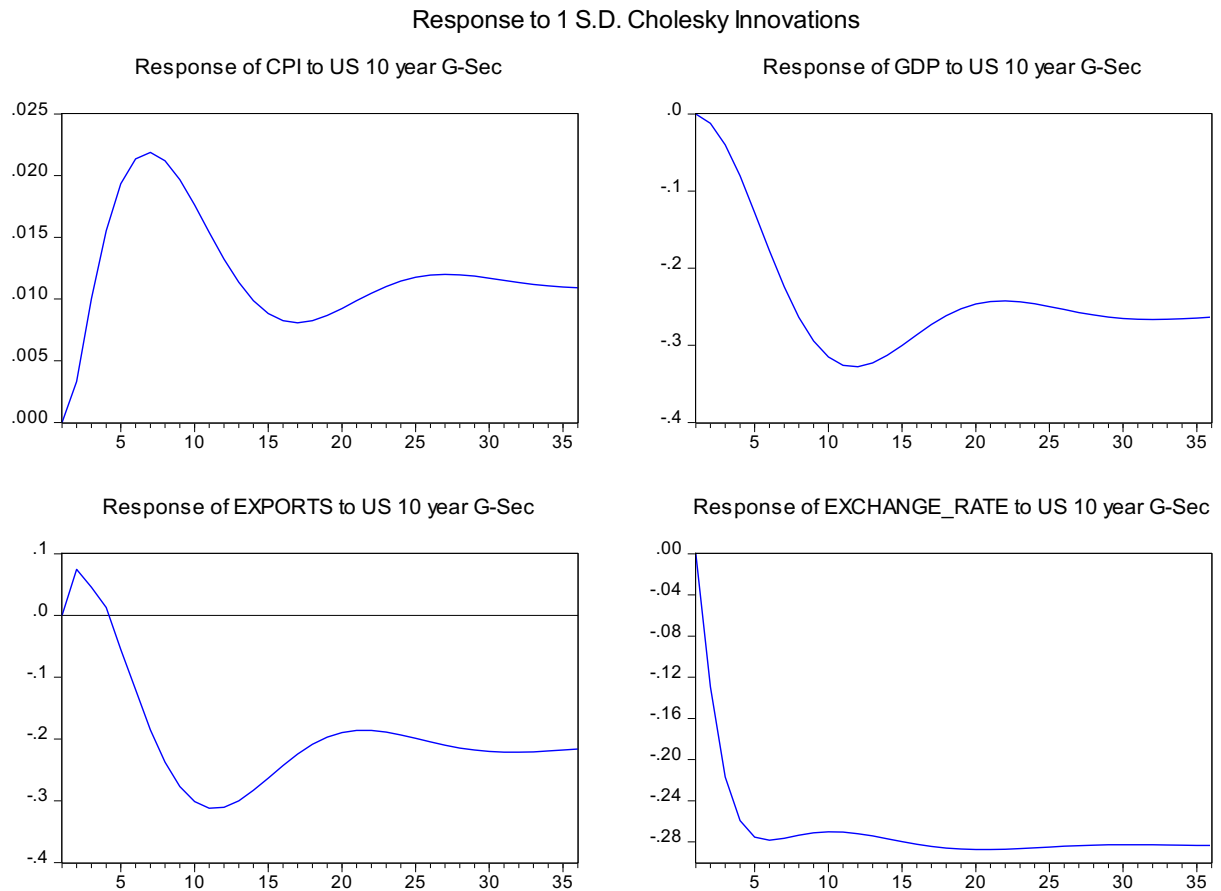 Response to 1 S.D. Cholesky Innovations
Response of CPI to US 10 year G-Sec
.025
.020
.015
.010
.005
.000
5 10 15 20 25 30 35
Response of GDP to US 10 year G-Sec
.0
-.1
-.2
-.3
-.4
5 10 15 20 25 30 35
Response of EXPORTS to US 10 year G-Sec
.1
.0
-.1
-.2
-.3
-.4
5 10 15 20 25 30 35
Response of EXCHANGE_RATE to US 10 year G-Sec
.00
-.04
-.08
-.12
-.16
-.20
-.24
-.28
5 10 15 20 25 30 35